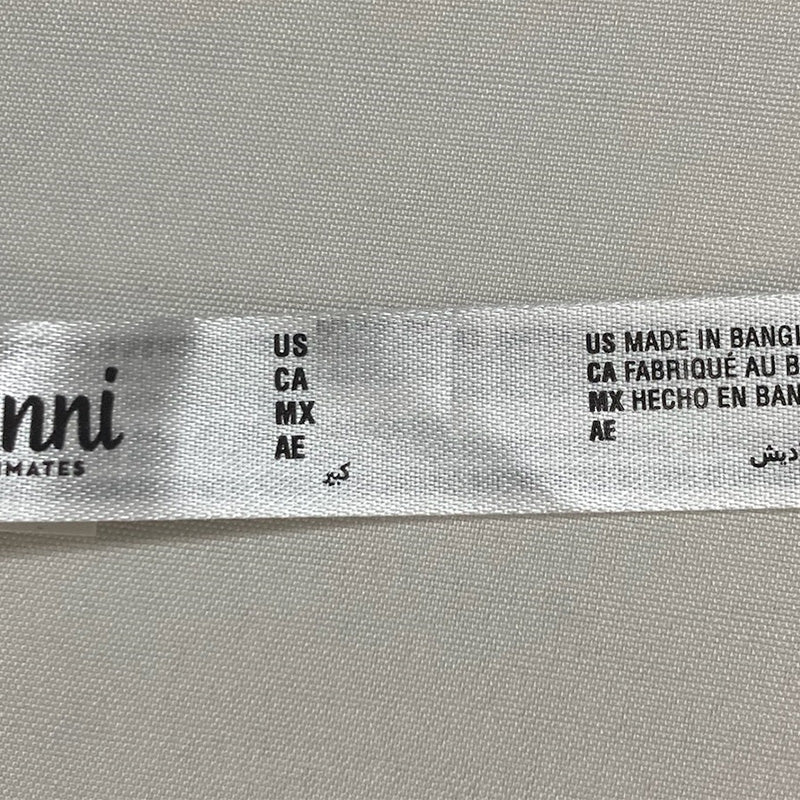 nni
IMATES
US
CA
MX
AE
كبير
US MADE IN BANG
CA FABRIQUÉ AU B
MX HECHO EN BAN
AE
ديش